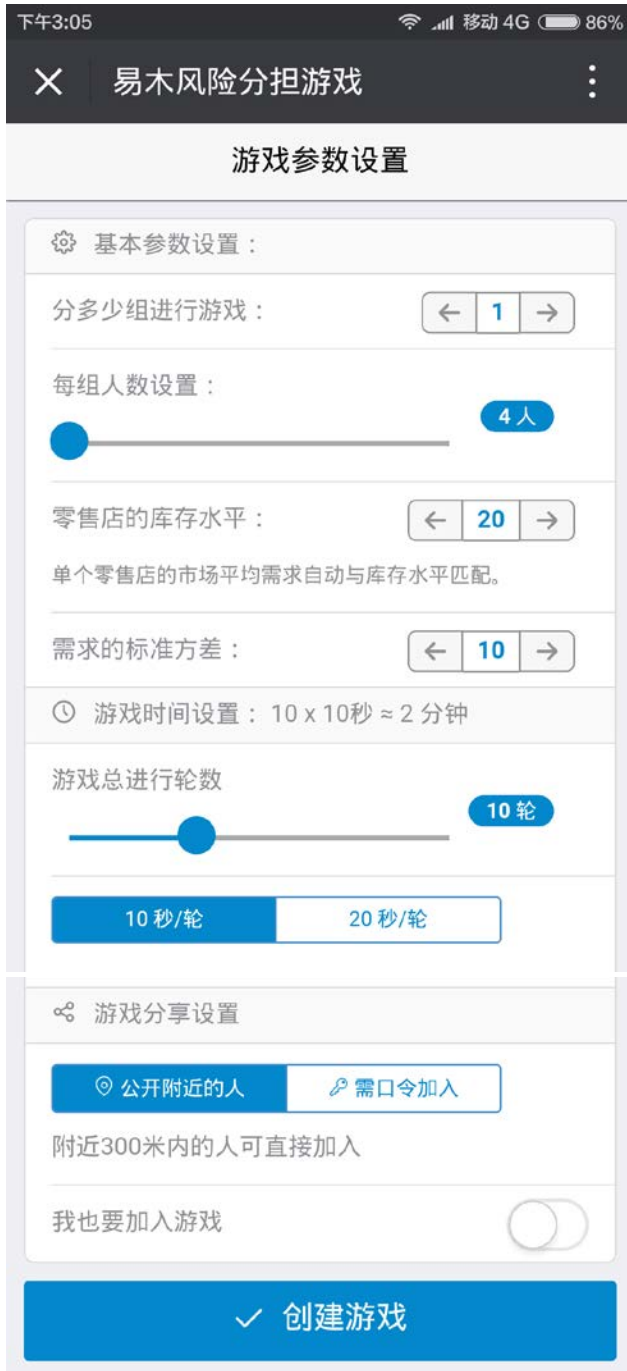 下午3:05 移动 4G 86%
易木风险分担游戏
游戏参数设置
基本参数设置：
分多少组进行游戏： 1
每组人数设置：
4 人
零售店的库存水平： 20
单个零售店的市场平均需求自动与库存水平匹配。
需求的标准方差： 10
游戏时间设置：10 x 10秒 ≈ 2 分钟
游戏总进行轮数
10 轮
10 秒/轮 20 秒/轮
游戏分享设置
公开附近的人 需口令加入
附近300米内的人可直接加入
我也要加入游戏
创建游戏